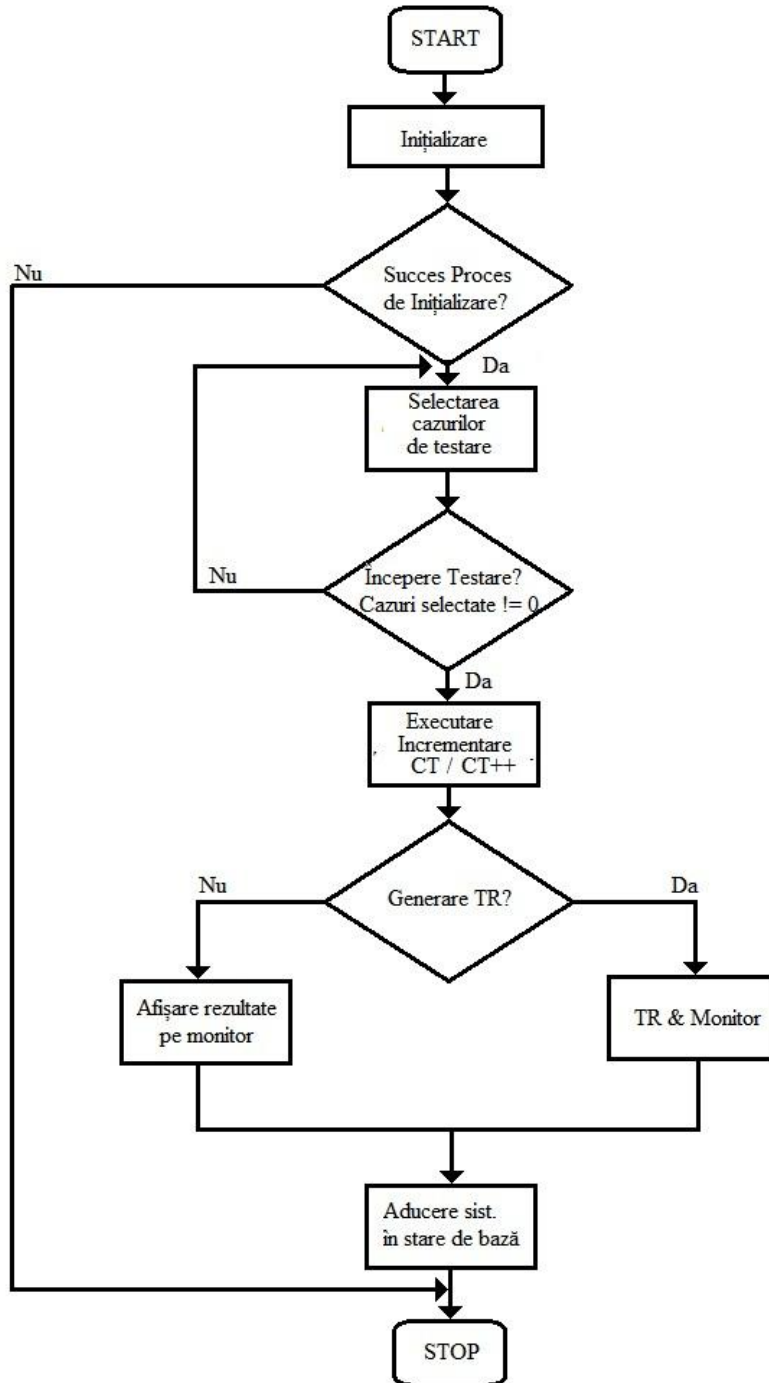 START
Inițializare
Succes Proces
de Inițializare?
Nu
Da
Selectarea
cazurilor
de testare
Începere Testare?
Cazuri selectate != 0
Nu
Da
Executare
Incrementare
CT / CT++
Generare TR?
Nu
Da
Afișare rezultate
pe monitor
TR & Monitor
Aducere sist.
în stare de bază
STOP